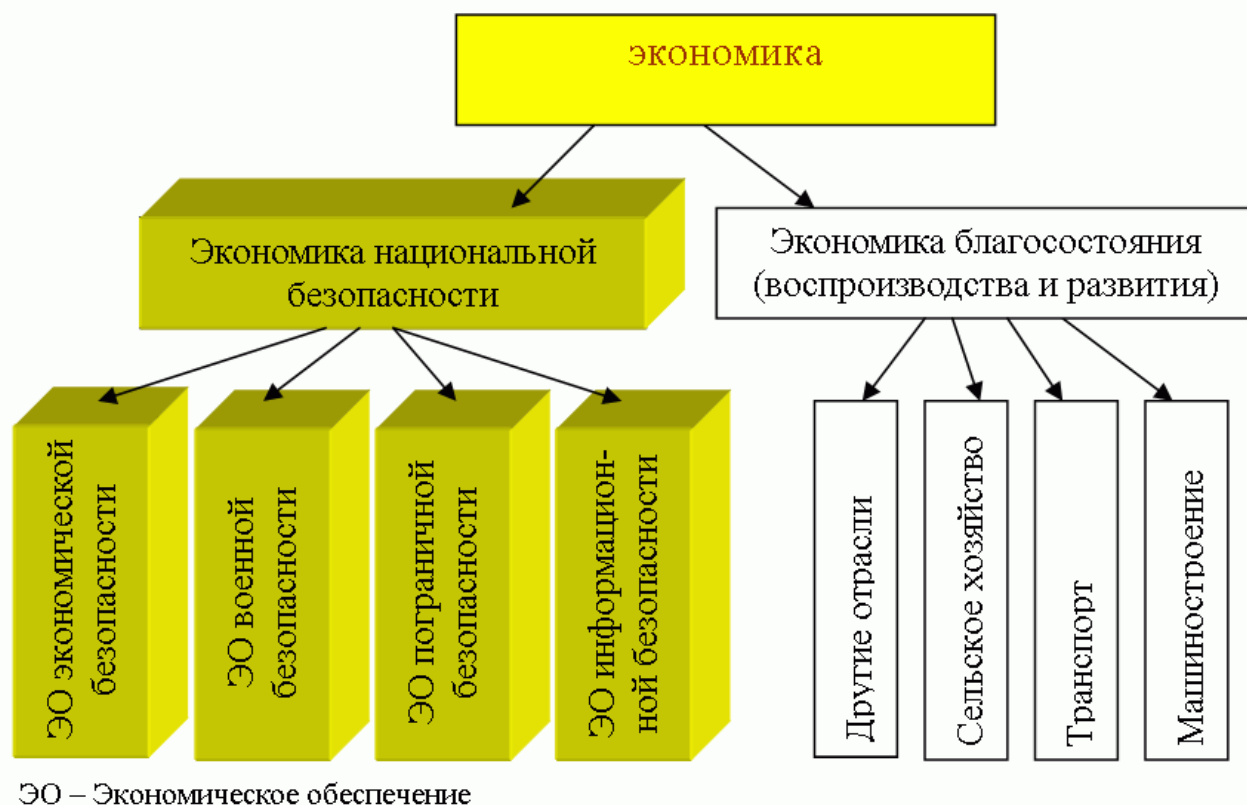 экономика
Экономика национальной
безопасности
Экономика благосостояния
(воспроизводства и развития)
ЭО экономической
безопасности
ЭО военной
безопасности
ЭО пограничной
безопасности
ЭО информацион-
ной безопасности
Другие отрасли
Сельское хозяйство
Транспорт
Машиностроение
ЭО – Экономическое обеспечение